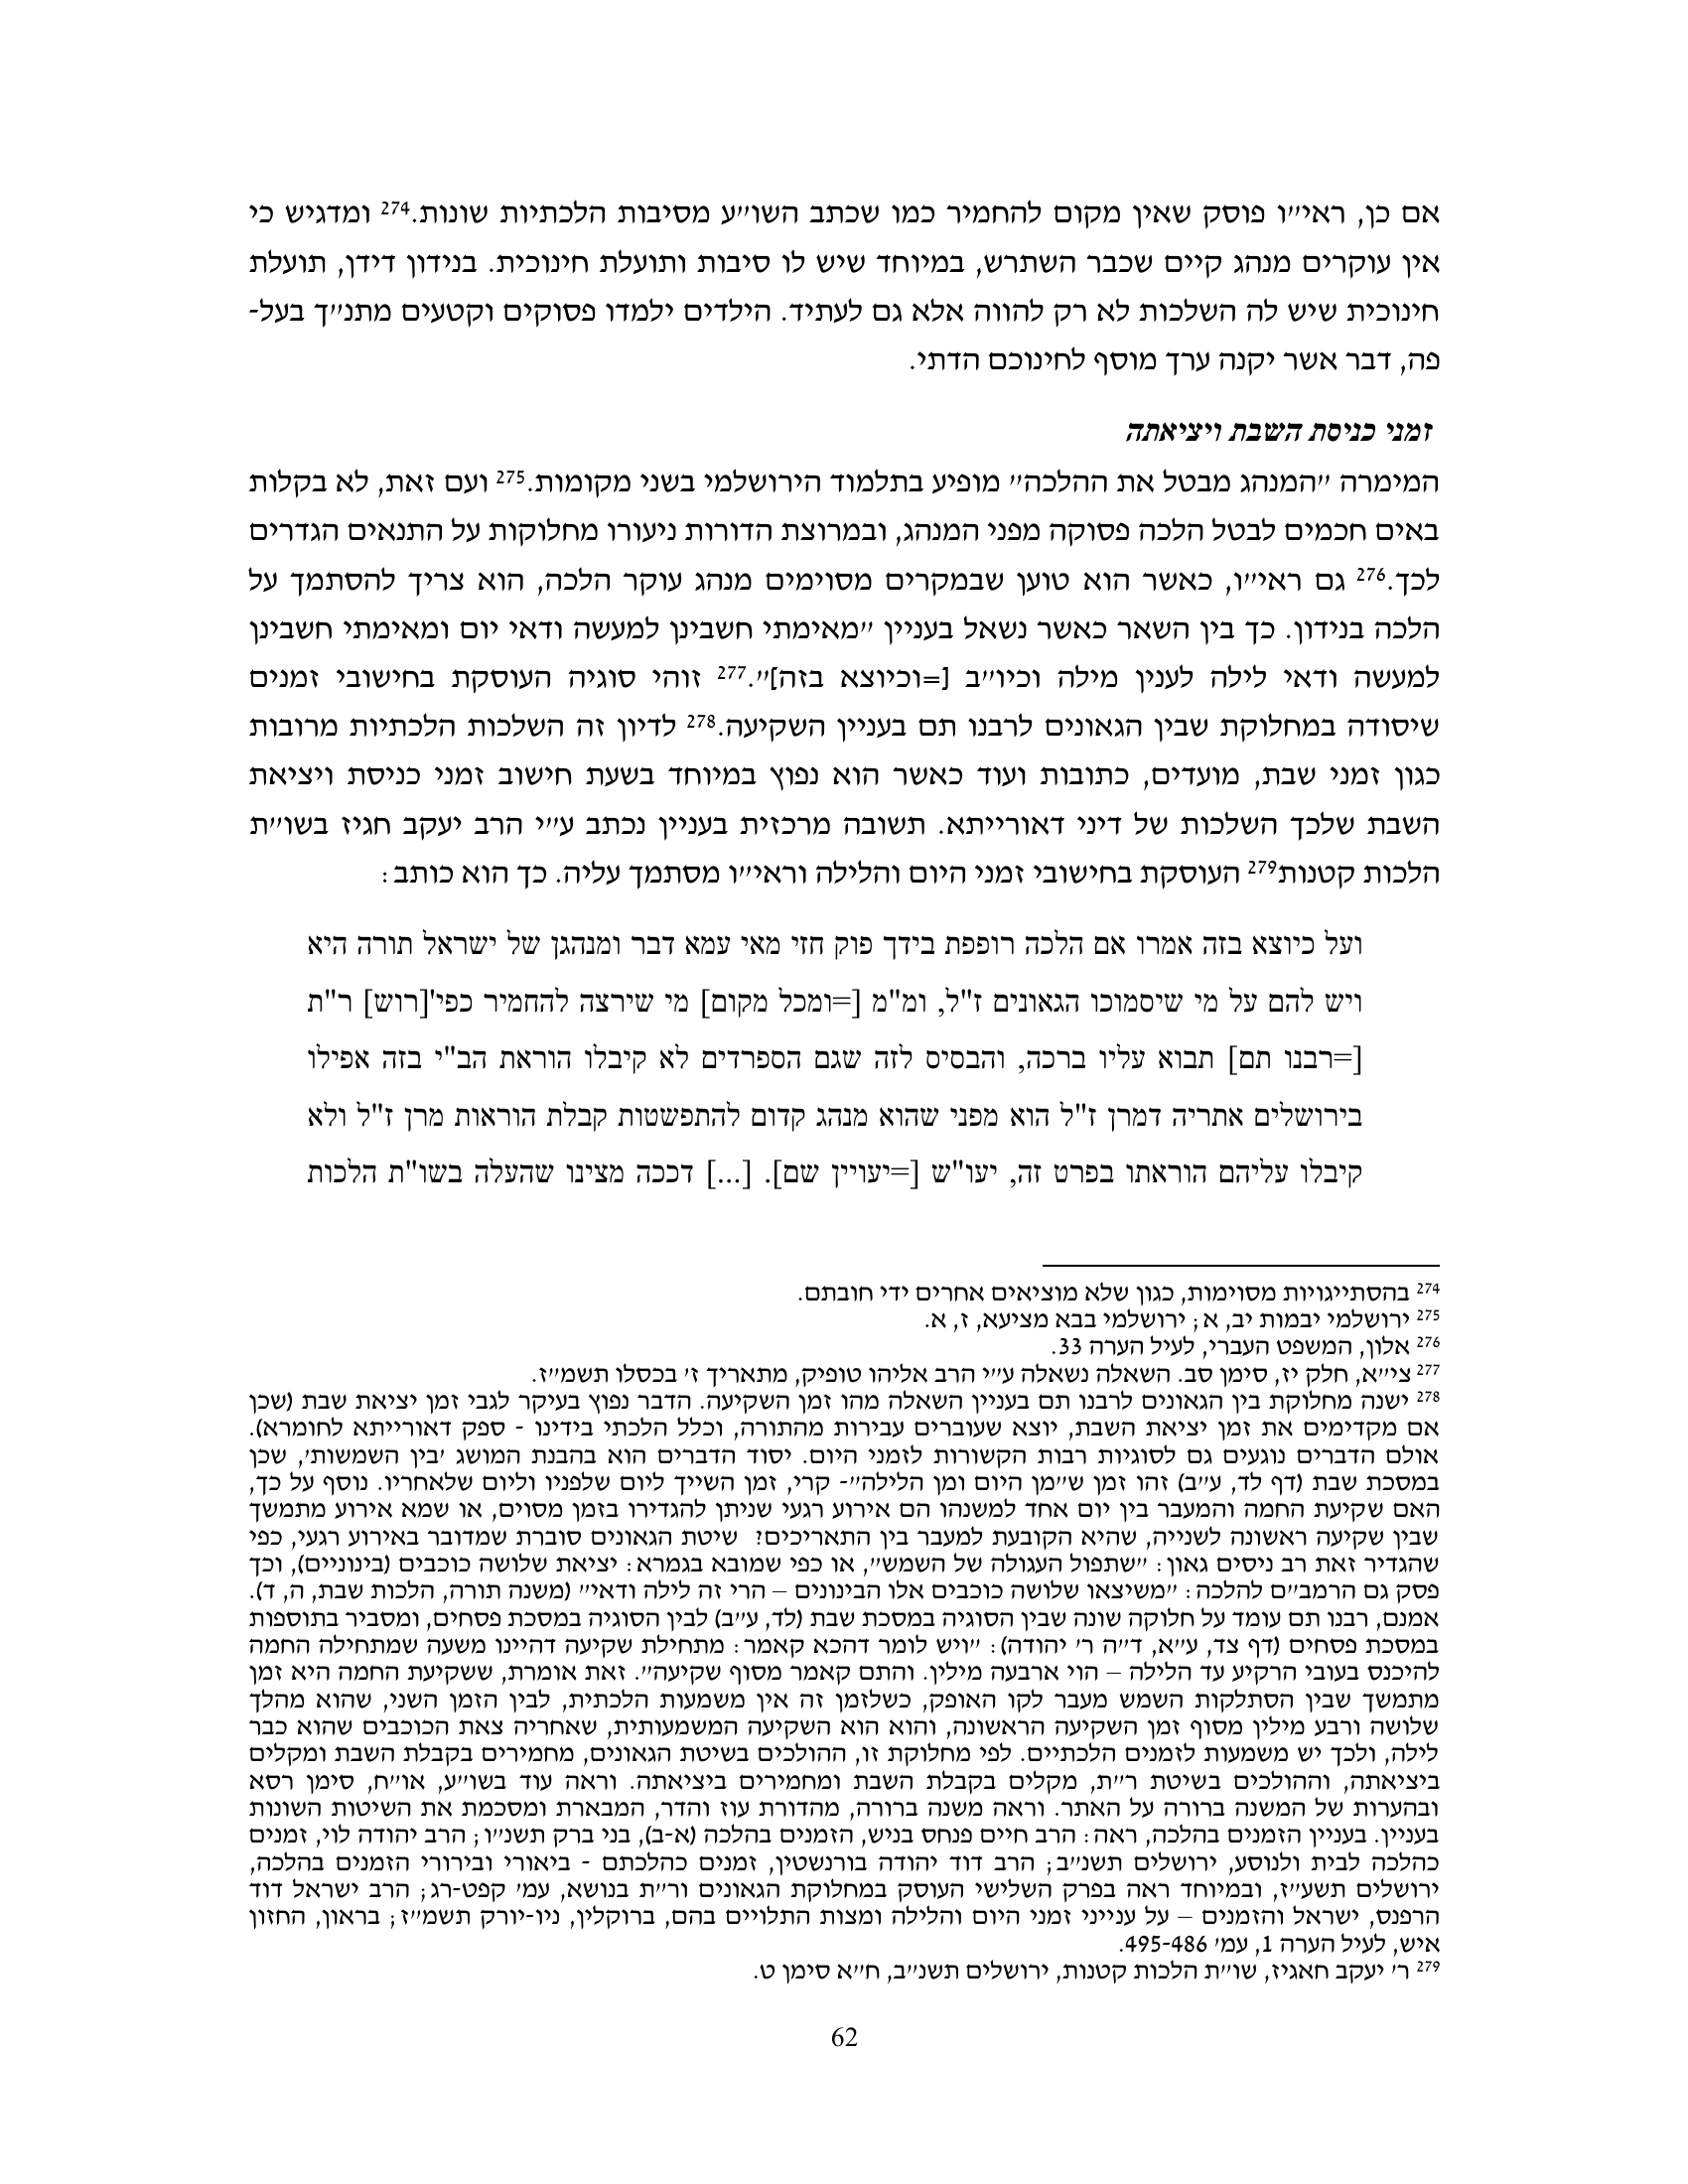 אם כן, ראי״ו פוסק שאין מקום להחמיר כמו שכתב השו״ע מסיבות הלכתיות שונות.274 ומדגיש כי
אין עוקרים מנהג קיים שכבר השתרש, במיוחד שיש לו סיבות ותועלת חינוכית. בנידון דידן, תועלת
חינוכית שיש לה השלכות לא רק להווה אלא גם לעתיד. הילדים ילמדו פסוקים וקטעים מתנ״ך בעל-
פה, דבר אשר יקנה ערך מוסף לחינוכם הדתי.
זמני כניסת השבת ויציאתה
המימרה ״המנהג מבטל את ההלכה״ מופיע בתלמוד הירושלמי בשני מקומות.275 ועם זאת, לא בקלות
באים חכמים לבטל הלכה פסוקה מפני המנהג, ובמרוצת הדורות ניעורו מחלוקות על התנאים הגדרים
לכך.276 גם ראי״ו, כאשר הוא טוען שבמקרים מסוימים מנהג עוקר הלכה, הוא צריך להסתמך על
הלכה בנידון. כך בין השאר כאשר נשאל בעניין ״מאימתי חשבינן למעשה ודאי יום ומאימתי חשבינן
למעשה ודאי לילה לענין מילה וכיו״ב [=וכיוצא בזה]״.277 זוהי סוגיה העוסקת בחישובי זמנים
שיסודה במחלוקת שבין הגאונים לרבנו תם בעניין השקיעה.278 לדיון זה השלכות הלכתיות מרובות
כגון זמני שבת, מועדים, כתובות ועוד כאשר הוא נפוץ במיוחד בשעת חישוב זמני כניסת ויציאת
השבת שלכך השלכות של דיני דאורייתא. תשובה מרכזית בעניין נכתב ע״י הרב יעקב חגיז בשו״ת
הלכות קטנות279 העוסקת בחישובי זמני היום והלילה וראי״ו מסתמך עליה. כך הוא כותב:
ועל כיוצא בזה אמרו אם הלכה רופפת בידך פוק חזי מאי עמא דבר ומנהגן של ישראל תורה היא
ויש להם על מי שיסמוכו הגאונים ז"ל, ומ"מ [=ומכל מקום] מי שירצה להחמיר כפי'[רוש] ר"ת
[=רבנו תם] תבוא עליו ברכה, והבסיס לזה שגם הספרדים לא קיבלו הוראת הב"י בזה אפילו
בירושלים אתריה דמרן ז"ל הוא מפני שהוא מנהג קדום להתפשטות קבלת הוראות מרן ז"ל ולא
קיבלו עליהם הוראתו בפרט זה, יעו"ש [=יעויין שם]. [...] דככה מצינו שהעלה בשו"ת הלכות
274 בהסתייגויות מסוימות, כגון שלא מוציאים אחרים ידי חובתם.
275 ירושלמי יבמות יב, א; ירושלמי בבא מציעא, ז, א.
276 אלון, המשפט העברי, לעיל הערה 33.
277 צי״א, חלק יז, סימן סב. השאלה נשאלה ע״י הרב אליהו טופיק, מתאריך ז׳ בכסלו תשמ״ז.
278 ישנה מחלוקת בין הגאונים לרבנו תם בעניין השאלה מהו זמן השקיעה. הדבר נפוץ בעיקר לגבי זמן יציאת שבת (שכן
אם מקדימים את זמן יציאת השבת, יוצא שעוברים עבירות מהתורה, וכלל הלכתי בידינו - ספק דאורייתא לחומרא).
אולם הדברים נוגעים גם לסוגיות רבות הקשורות לזמני היום. יסוד הדברים הוא בהבנת המושג ׳בין השמשות׳, שכן
במסכת שבת (דף לד, ע״ב) זהו זמן ש״מן היום ומן הלילה״- קרי, זמן השייך ליום שלפניו וליום שלאחריו. נוסף על כך,
האם שקיעת החמה והמעבר בין יום אחד למשנהו הם אירוע רגעי שניתן להגדירו בזמן מסוים, או שמא אירוע מתמשך
שבין שקיעה ראשונה לשנייה, שהיא הקובעת למעבר בין התאריכים? שיטת הגאונים סוברת שמדובר באירוע רגעי, כפי
שהגדיר זאת רב ניסים גאון: ״שתפול העגולה של השמש״, או כפי שמובא בגמרא: יציאת שלושה כוכבים (בינוניים), וכך
פסק גם הרמב״ם להלכה: ״משיצאו שלושה כוכבים אלו הבינונים – הרי זה לילה ודאי״ (משנה תורה, הלכות שבת, ה, ד).
אמנם, רבנו תם עומד על חלוקה שונה שבין הסוגיה במסכת שבת (לד, ע״ב) לבין הסוגיה במסכת פסחים, ומסביר בתוספות
במסכת פסחים (דף צד, ע״א, ד״ה ר׳ יהודה): ״ויש לומר דהכא קאמר: מתחילת שקיעה דהיינו משעה שמתחילה החמה
להיכנס בעובי הרקיע עד הלילה – הוי ארבעה מילין. והתם קאמר מסוף שקיעה״. זאת אומרת, ששקיעת החמה היא זמן
מתמשך שבין הסתלקות השמש מעבר לקו האופק, כשלזמן זה אין משמעות הלכתית, לבין הזמן השני, שהוא מהלך
שלושה ורבע מילין מסוף זמן השקיעה הראשונה, והוא הוא השקיעה המשמעותית, שאחריה צאת הכוכבים שהוא כבר
לילה, ולכך יש משמעות לזמנים הלכתיים. לפי מחלוקת זו, ההולכים בשיטת הגאונים, מחמירים בקבלת השבת ומקלים
ביציאתה, וההולכים בשיטת ר״ת, מקלים בקבלת השבת ומחמירים ביציאתה. וראה עוד בשו״ע, או״ח, סימן רסא
ובהערות של המשנה ברורה על האתר. וראה משנה ברורה, מהדורת עוז והדר, המבארת ומסכמת את השיטות השונות
בעניין. בעניין הזמנים בהלכה, ראה: הרב חיים פנחס בניש, הזמנים בהלכה (א-ב), בני ברק תשנ״ו; הרב יהודה לוי, זמנים
כהלכה לבית ולנוסע, ירושלים תשנ״ב; הרב דוד יהודה בורנשטין, זמנים כהלכתם - ביאורי ובירורי הזמנים בהלכה,
ירושלים תשע״ז, ובמיוחד ראה בפרק השלישי העוסק במחלוקת הגאונים ור״ת בנושא, עמ׳ קפט-רג; הרב ישראל דוד
הרפנס, ישראל והזמנים – על ענייני זמני היום והלילה ומצות התלויים בהם, ברוקלין, ניו-יורק תשמ״ז; בראון, החזון
איש, לעיל הערה 1, עמ׳ 495-486.
279 ר׳ יעקב חאגיז, שו״ת הלכות קטנות, ירושלים תשנ״ב, ח״א סימן ט.
62